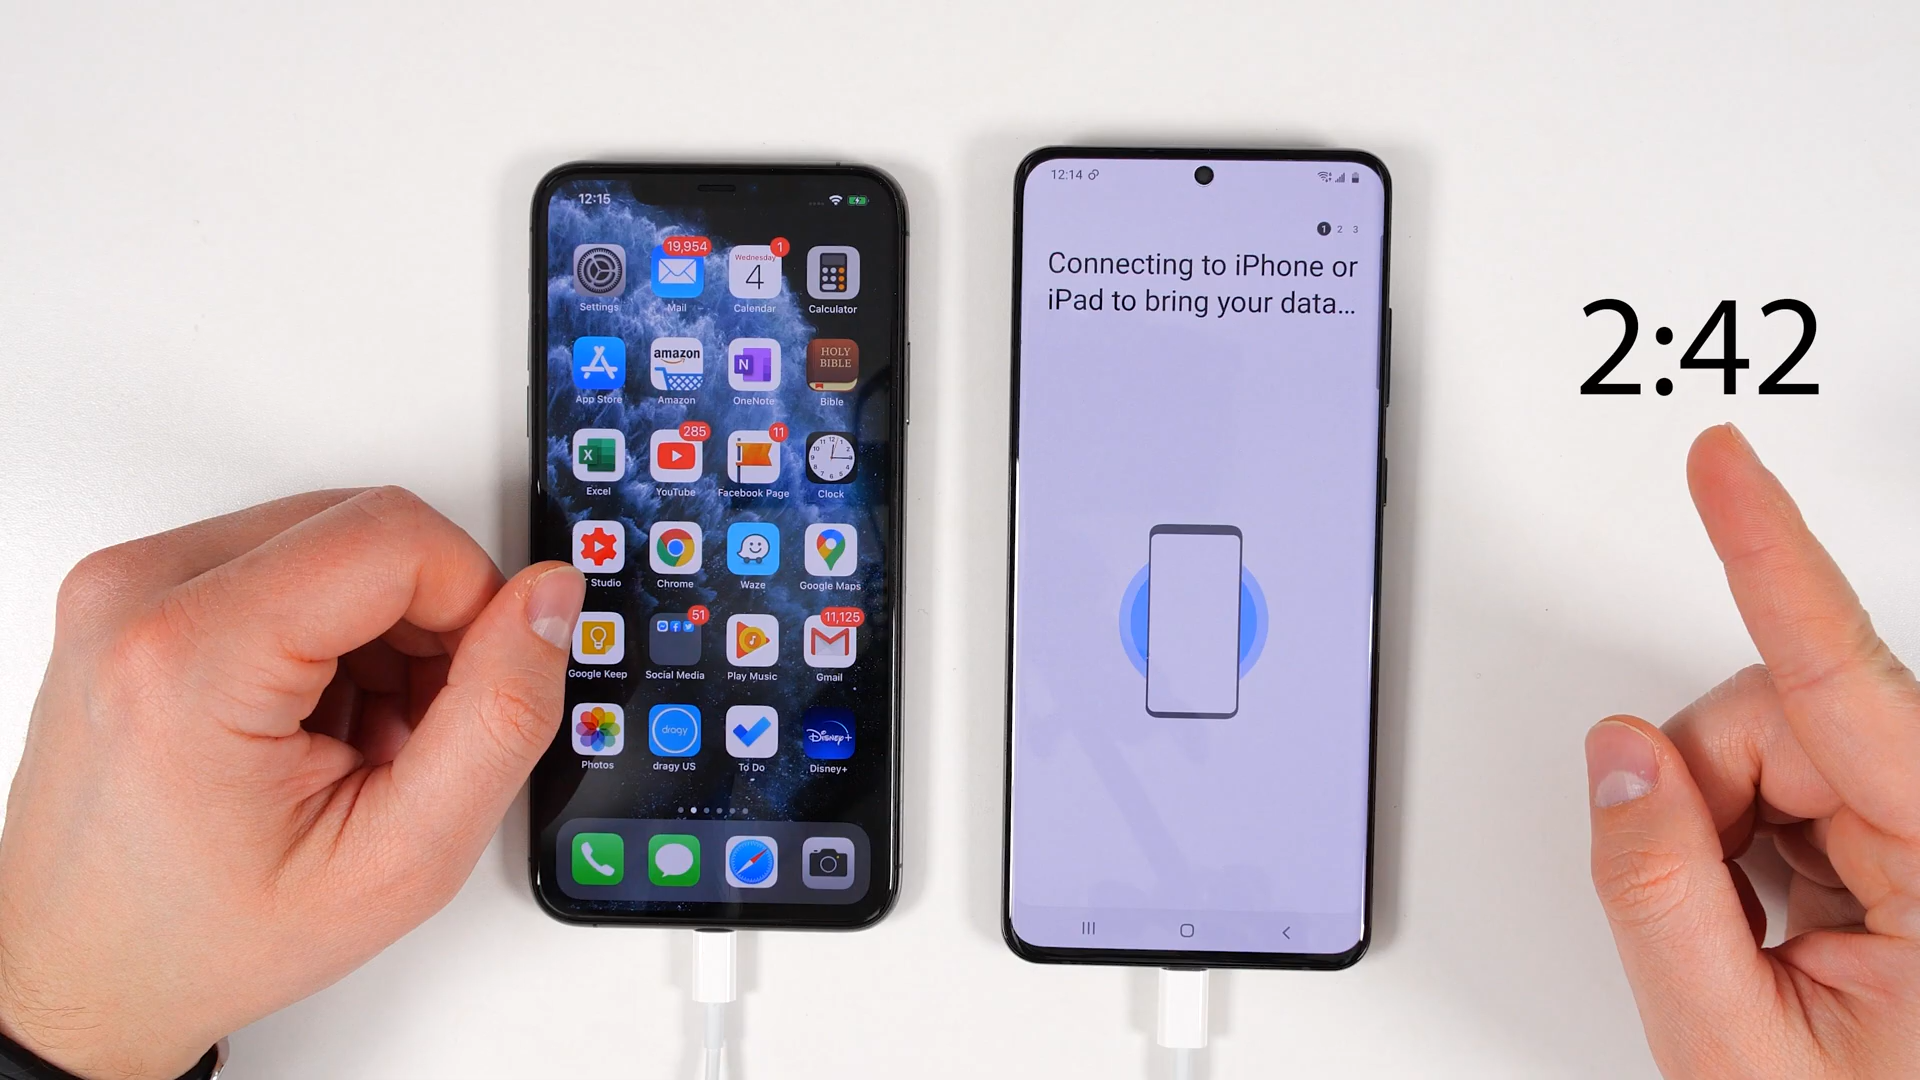 12:15
19,954
1
Wednesday
4
Settings
Mail
Calendar
Calculator
amazon
N
HOLY
BIBLE
App Store
Amazon
OneNote
Bible
285
11
X
Excel
YouTube
Facebook Page
Clock
Studio
Chrome
Waze
Google Maps
51
11,125
Google Keep
Social Media
Play Music
Gmail
dragy
Disney+
Photos
dragy US
To Do
Disney+
12:14
1 2 3
Connecting to iPhone or
iPad to bring your data...
2:42